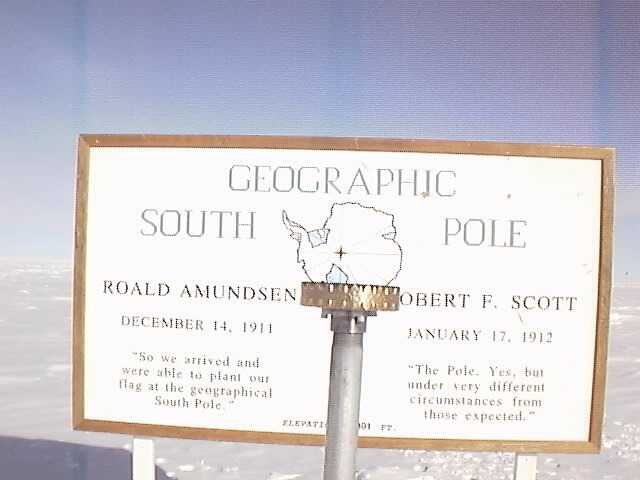 GEOGRAPHIC
SOUTH POLE
ROALD AMUNDSEN
DECEMBER 14, 1911
"So we arrived and
were able to plant our
flag at the geographical
South Pole."
OBERT F. SCOTT
JANUARY 17, 1912
"The Pole. Yes, but
under very different
circumstances from
those expected."
ELEVATIO 301 FT.